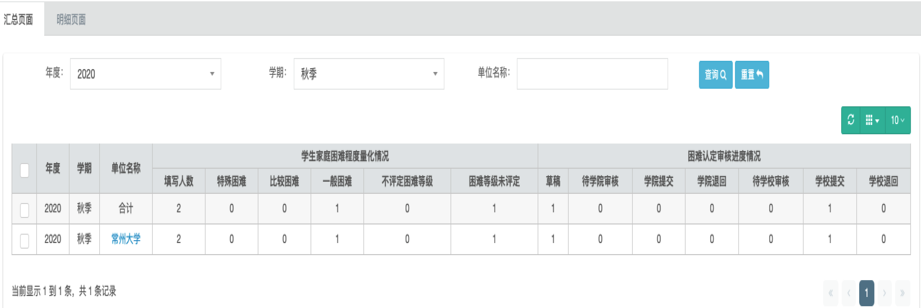 汇总页面 明细页面
年度： 2020 学期： 秋季 单位名称： 查询 重置
10
年度 学期 单位名称 学生家庭困难程度量化情况 困难认定审核进度情况
填写人数 特殊困难 比较困难 一般困难 不评定困难等级 困难等级未评定 草稿 待学院审核 学院提交 学院退回 待学校审核 学校提交 学校退回
2020 秋季 合计 2 0 0 1 0 1 1 0 0 0 0 1 0
2020 秋季 常州大学 2 0 0 1 0 1 1 0 0 0 0 1 0
当前显示 1 到 1 条，共 1 条记录 « ‹ 1 › »